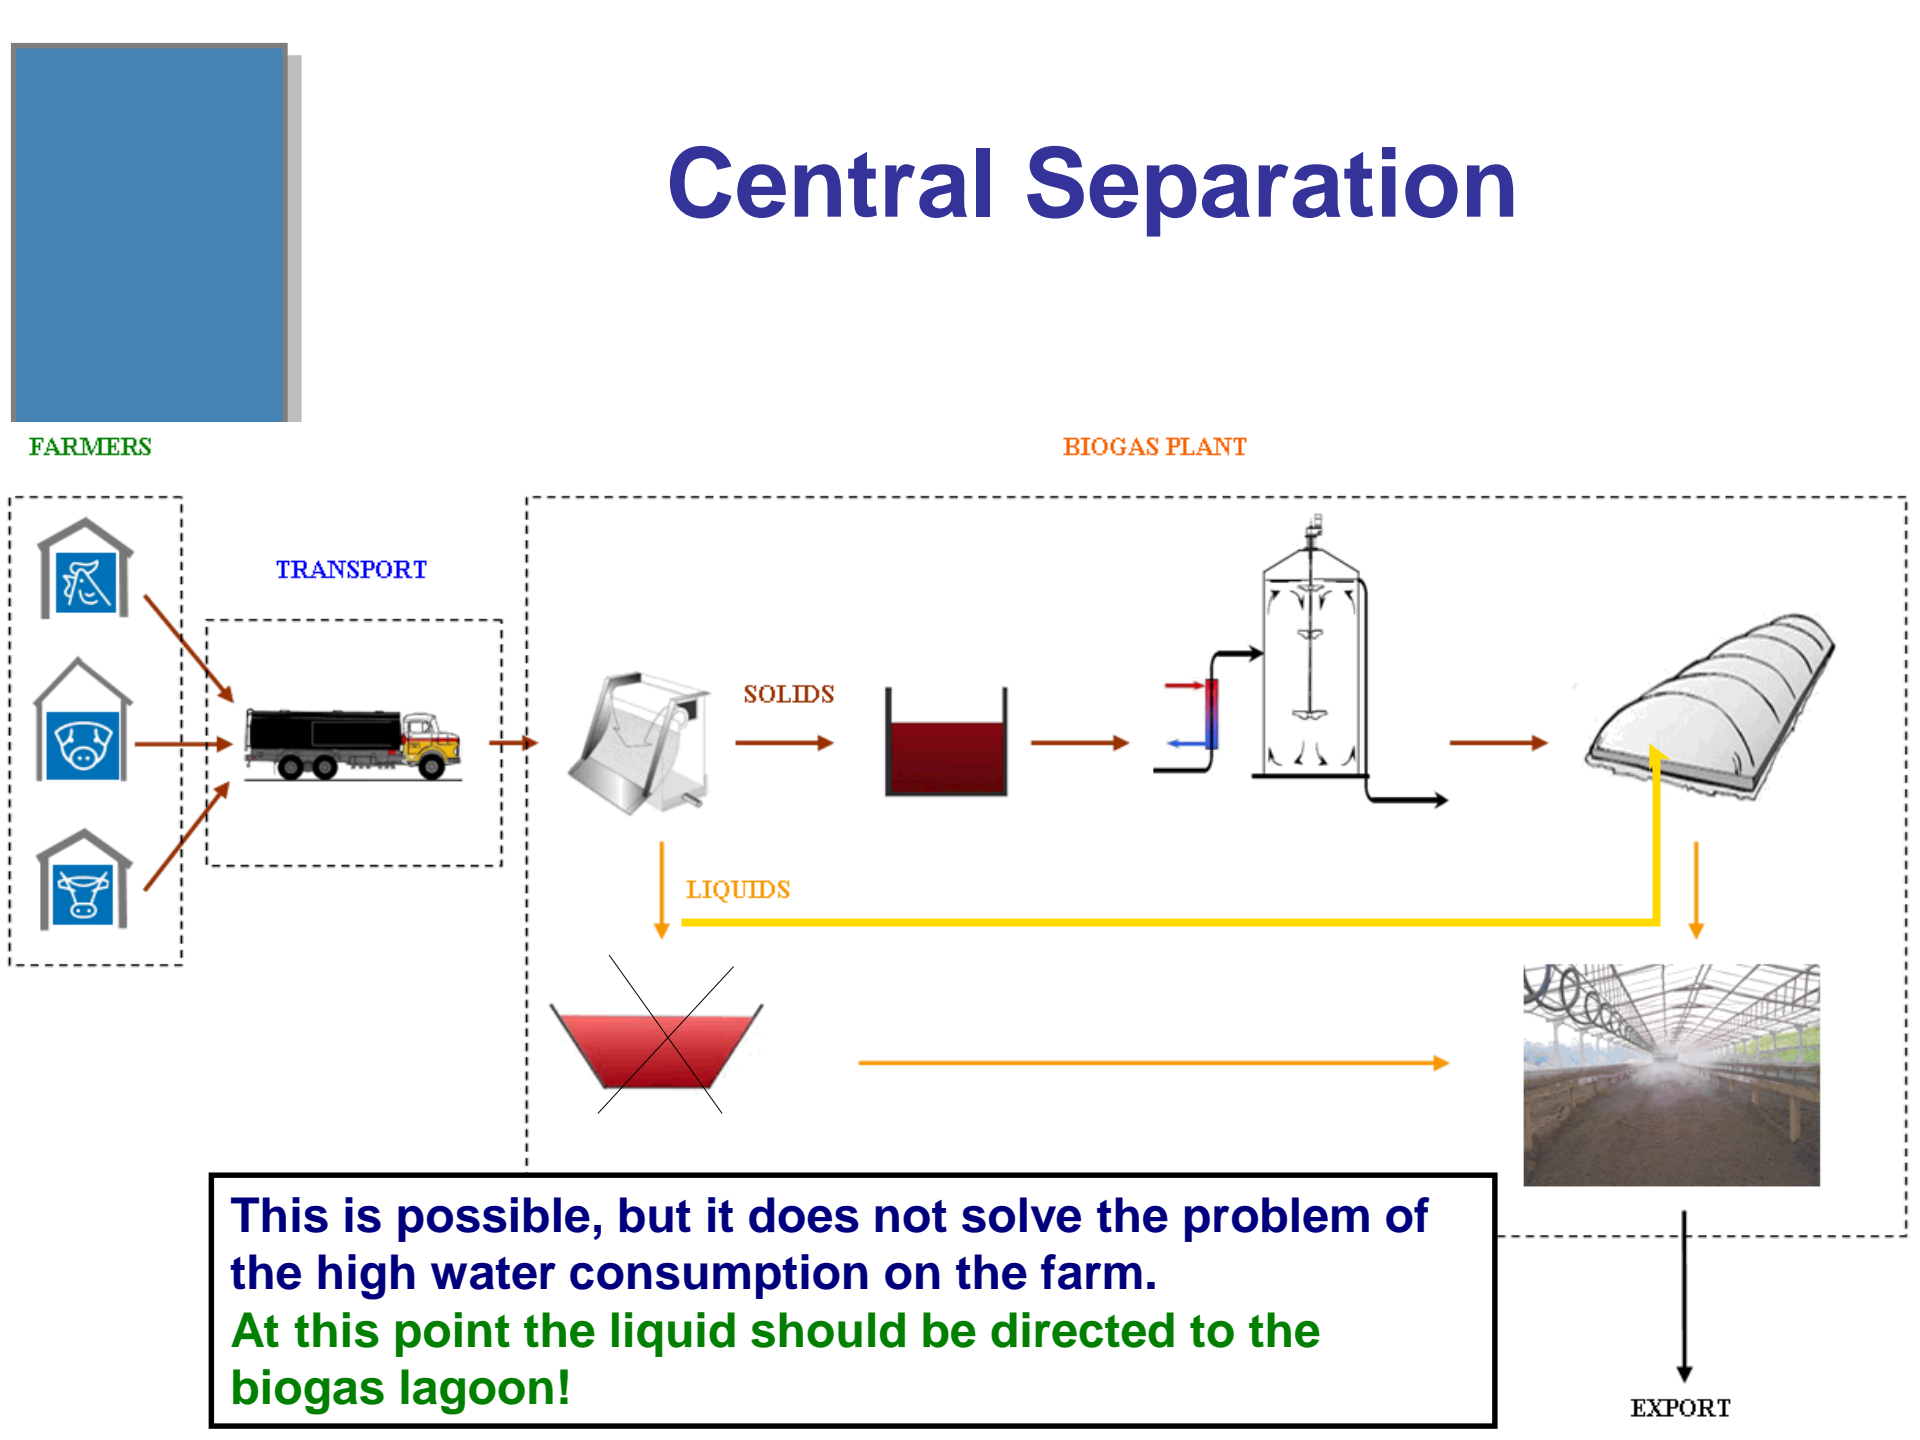 Central Separation
FARMERS
BIOGAS PLANT
TRANSPORT
SOLIDS
LIQUIDS
This is possible, but it does not solve the problem of
the high water consumption on the farm.
At this point the liquid should be directed to the
biogas lagoon!
EXPORT